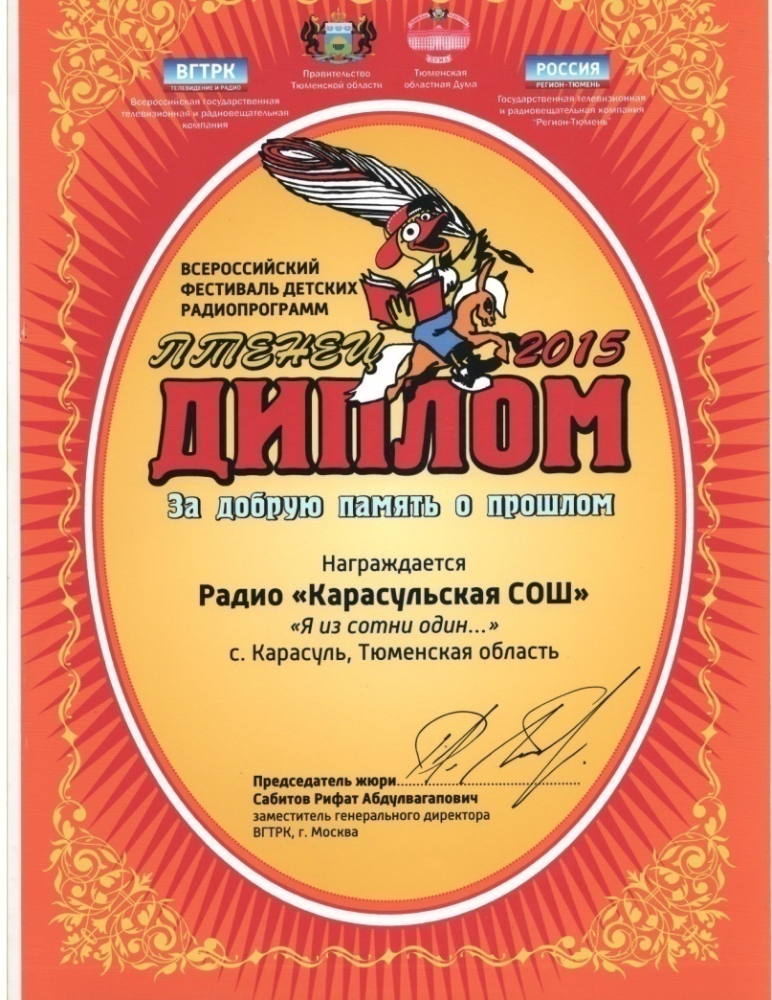 ВГТРК
ТЕЛЕВИДЕНИЕ И РАДИО
Всероссийская государственная
телевизионная и радиовещательная
компания
Правительство
Тюменской области
ДУМА
Тюменская
областная Дума
РОССИЯ
РЕГИОН-ТЮМЕНЬ
Государственная телевизионная
и радиовещательная компания
"Регион-Тюмень"
ВСЕРОССИЙСКИЙ
ФЕСТИВАЛЬ ДЕТСКИХ
РАДИОПРОГРАММ
ПТЕНЕЦ 2015
ДИПЛОМ
За добрую память о прошлом
Награждается
Радио «Карасульская СОШ»
«Я из сотни один...»
с. Карасуль, Тюменская область
Председатель жюри
Сабитов Рифат Абдулвагапович
заместитель генерального директора
ВГТРК, г. Москва